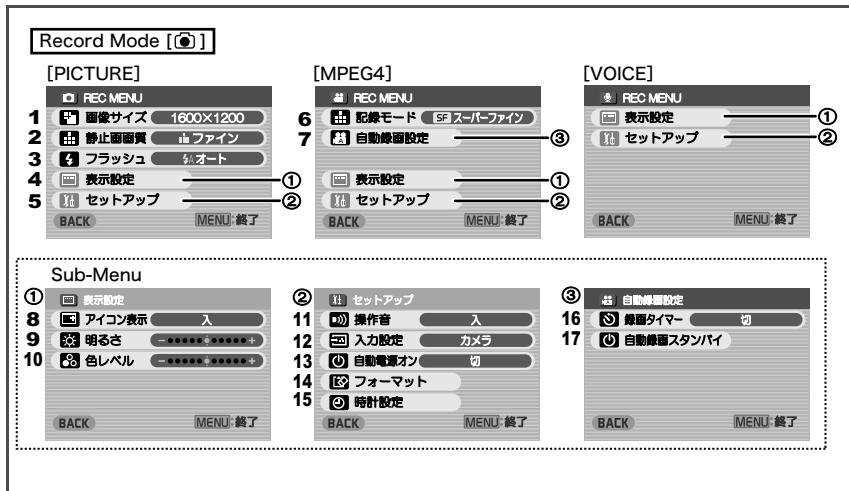 Record Mode [ ]
[PICTURE]
REC MENU
1 画像サイズ 1600×1200
2 静止画画質 ファイン
3 フラッシュ ⚡Aオート
4 表示設定 ①
5 セットアップ ②
BACK MENU:終了
[MPEG4]
REC MENU
6 記録モード SF スーパーファイン
7 自動録画設定 ③
表示設定 ①
セットアップ ②
BACK MENU:終了
[VOICE]
REC MENU
表示設定 ①
セットアップ ②
BACK MENU:終了
Sub-Menu
① 表示設定
8 アイコン表示 入
9 明るさ − +
10 色レベル − +
BACK MENU:終了
② セットアップ
11 操作音 入
12 入力設定 カメラ
13 自動電源オン 切
14 フォーマット
15 時計設定
BACK MENU:終了
③ 自動録画設定
16 録画タイマー 切
17 自動録画スタンバイ
BACK MENU:終了